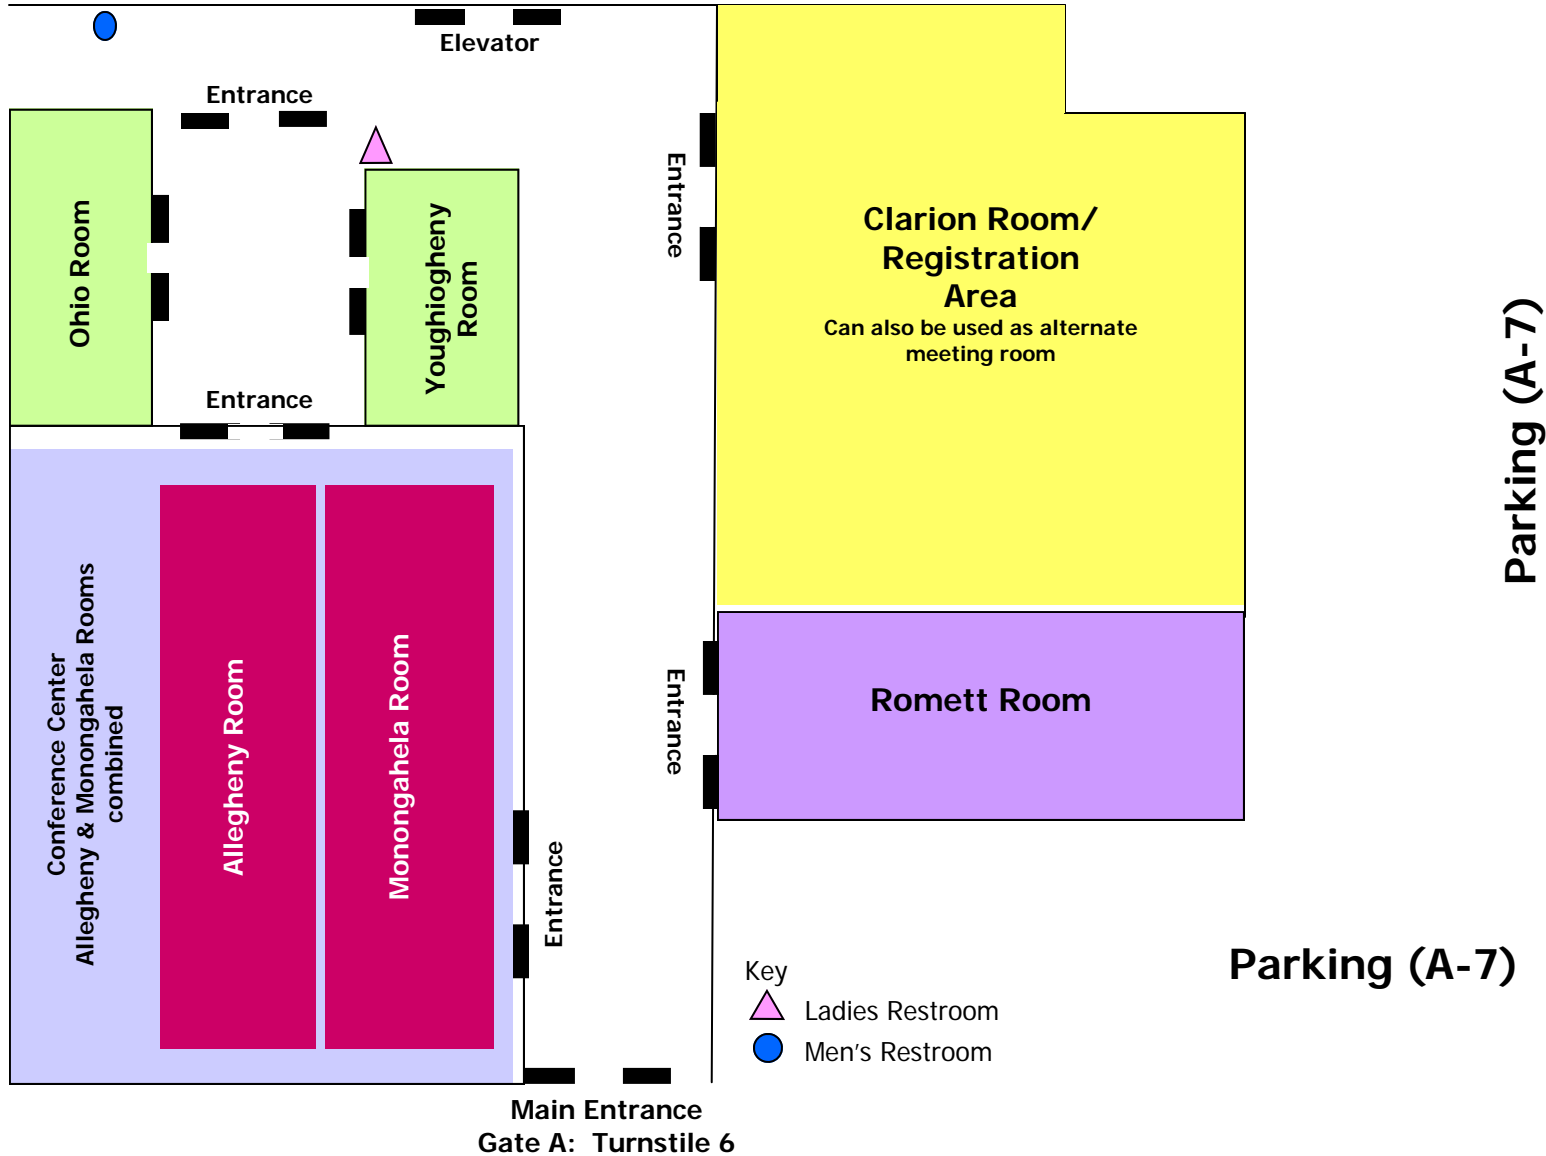 Elevator
Entrance
Ohio Room
Youghiogheny
Room
Entrance
Entrance
Clarion Room/
Registration
Area
Can also be used as alternate
meeting room
Parking (A-7)
Conference Center
Allegheny & Monongahela Rooms
combined
Allegheny Room
Monongahela Room
Entrance
Entrance
Romett Room
Parking (A-7)
Key
Ladies Restroom
Men's Restroom
Main Entrance
Gate A:  Turnstile 6